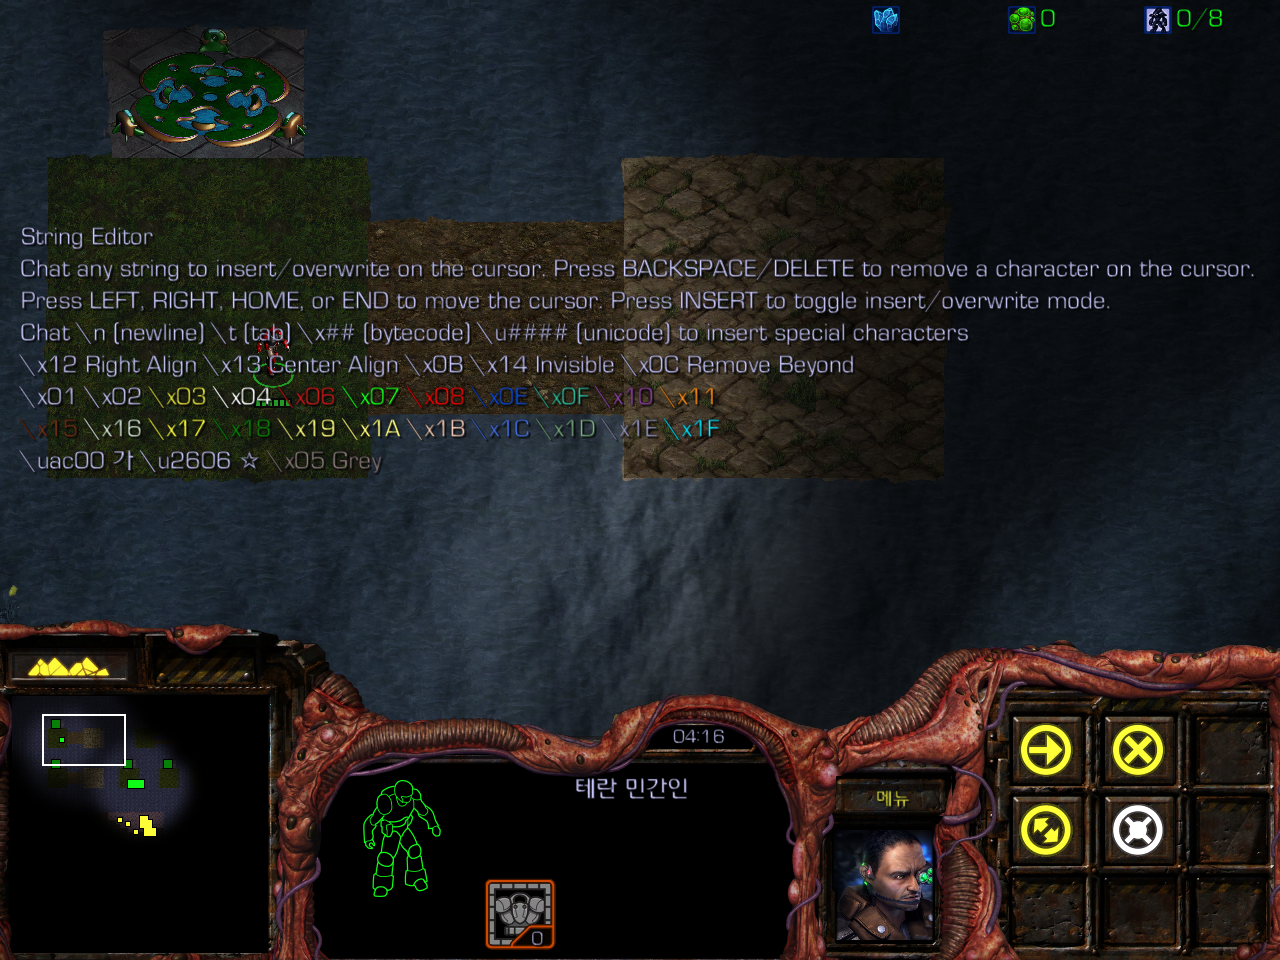 0
0/8
String Editor
Chat any string to insert/overwrite on the cursor. Press BACKSPACE/DELETE to remove a character on the cursor.
Press LEFT, RIGHT, HOME, or END to move the cursor. Press INSERT to toggle insert/overwrite mode.
Chat \n (newline) \t (tab) \x## (bytecode) \u#### (unicode) to insert special characters
\x12 Right Align \x13 Center Align \x0B \x14 Invisible \x0C Remove Beyond
\x01 \x02 \x03 \x04 \x06 \x07 \x08 \x0E \x0F \x10 \x11
\x15 \x16 \x17 \x18 \x19 \x1A \x1B \x1C \x1D \x1E \x1F
\uac00 가 \u2606 ☆ \x05 Grey
04:16
테란 민간인
메뉴
0